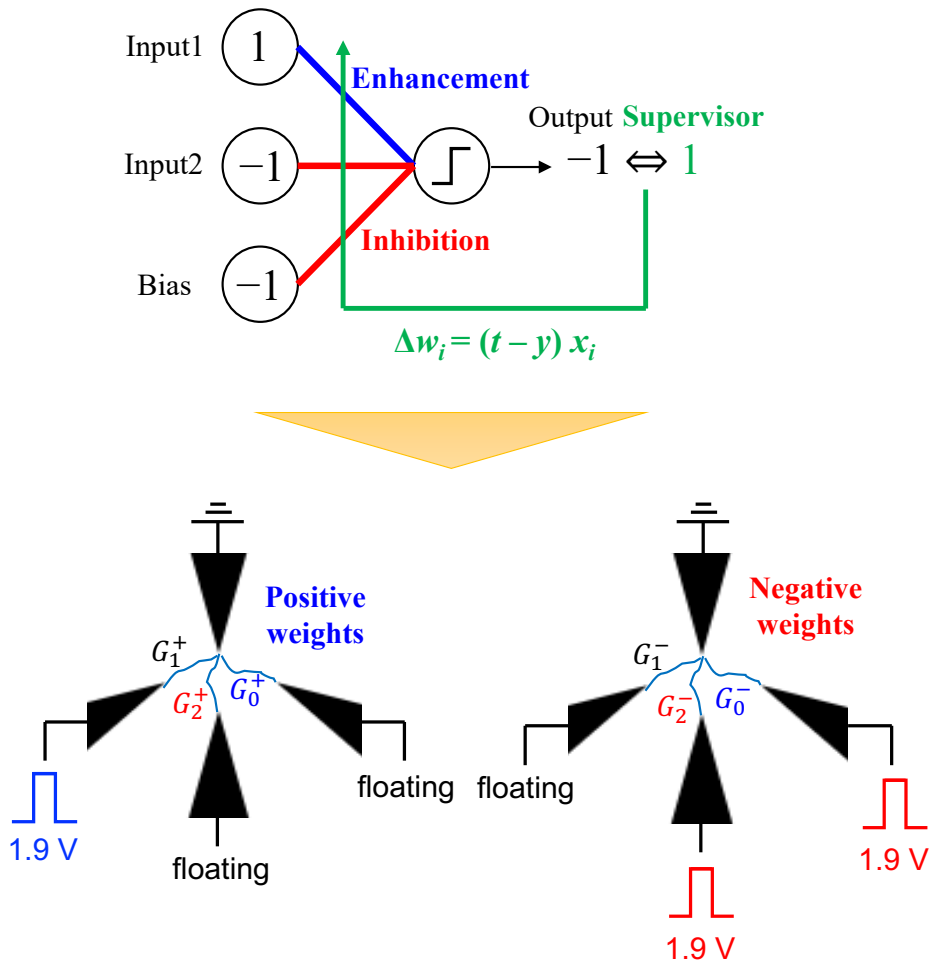 Input1
1
Enhancement
Input2
−1
Output Supervisor
−1 ⇔ 1
Inhibition
Bias
−1
Δwᵢ = (t – y) xᵢ
Positive
weights
G₁⁺
G₂⁺
G₀⁺
floating
1.9 V
floating
Negative
weights
G₁⁻
G₂⁻
G₀⁻
floating
1.9 V
1.9 V